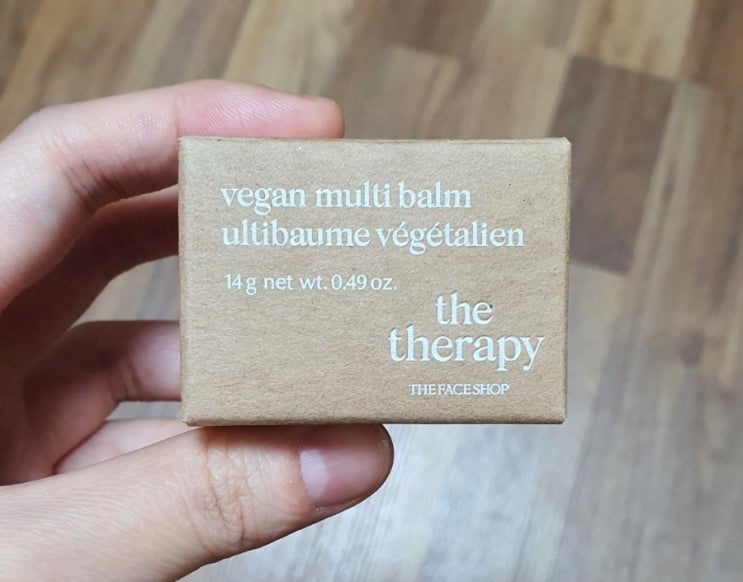 vegan multi balm
ultibaume végétalien
14 g net wt. 0.49 oz.
the
therapy
THE FACE SHOP